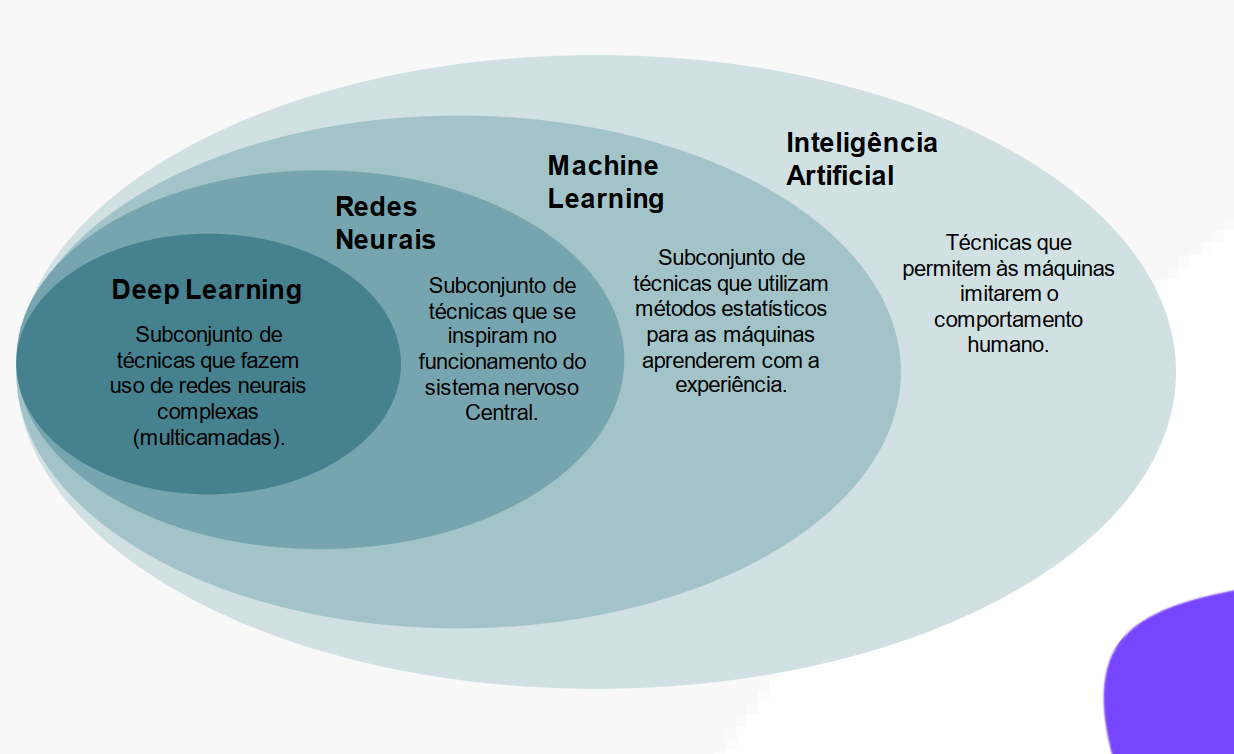 Deep Learning
Subconjunto de
técnicas que fazem
uso de redes neurais
complexas
(multicamadas).
Redes
Neurais
Subconjunto de
técnicas que se
inspiram no
funcionamento do
sistema nervoso
Central.
Machine
Learning
Subconjunto de
técnicas que utilizam
métodos estatísticos
para as máquinas
aprenderem com a
experiência.
Inteligência
Artificial
Técnicas que
permitem às máquinas
imitarem o
comportamento
humano.